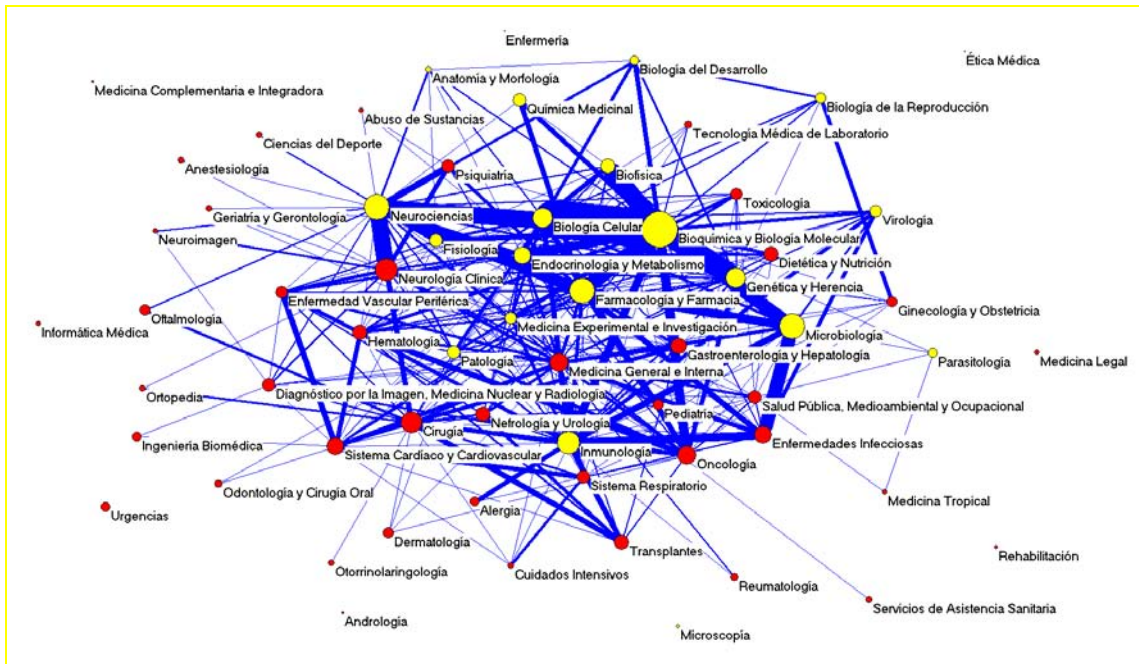 Enfermería
Ética Médica
Biología del Desarrollo
Anatomía y Morfología
Medicina Complementaria e Integradora
Química Medicinal
Biología de la Reproducción
Abuso de Sustancias
Tecnología Médica de Laboratorio
Ciencias del Deporte
Anestesiología
Psiquiatría
Biofísica
Toxicología
Geriatría y Gerontología
Neurociencias
Biología Celular
Virología
Neuroimagen
Fisiología
Bioquímica y Biología Molecular
Endocrinología y Metabolismo
Dietética y Nutrición
Neurología Clínica
Genética y Herencia
Enfermedad Vascular Periférica
Farmacología y Farmacia
Ginecología y Obstetricia
Oftalmología
Informática Médica
Medicina Experimental e Investigación
Microbiología
Hematología
Gastroenterología y Hepatología
Patología
Parasitología
Medicina Legal
Medicina General e Interna
Ortopedia
Diagnóstico por la Imagen, Medicina Nuclear y Radiología
Salud Pública, Medioambiental y Ocupacional
Pediatría
Nefrología y Urología
Cirugía
Ingeniería Biomédica
Enfermedades Infecciosas
Sistema Cardíaco y Cardiovascular
Inmunología
Oncología
Odontología y Cirugía Oral
Sistema Respiratorio
Medicina Tropical
Alergia
Urgencias
Dermatología
Transplantes
Rehabilitación
Otorrinolaringología
Cuidados Intensivos
Reumatología
Servicios de Asistencia Sanitaria
Andrología
Microscopía